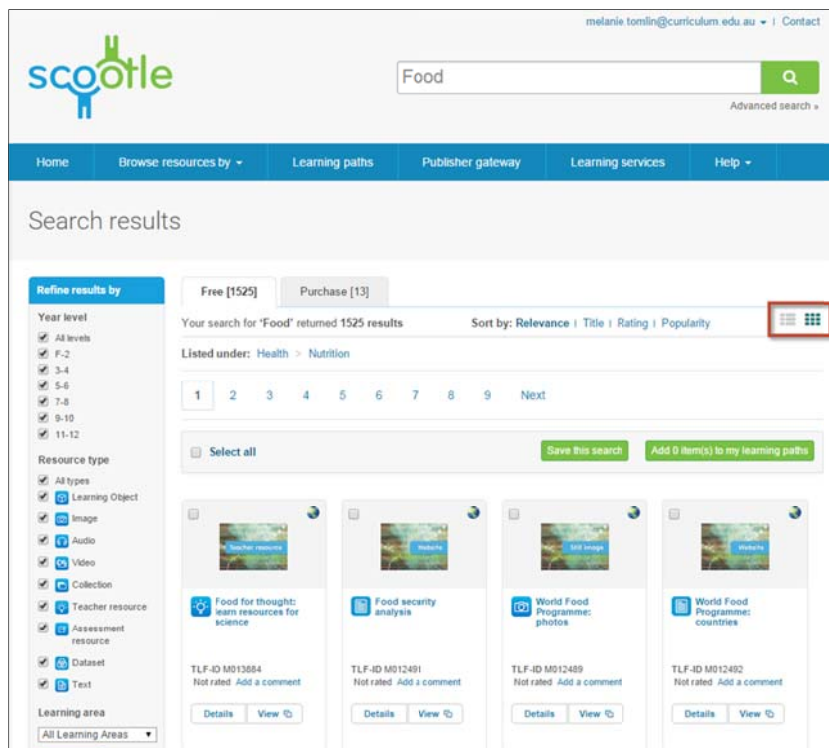 melanie.tomlin@curriculum.edu.au | Contact
scootle
Food
Advanced search »
Home Browse resources by Learning paths Publisher gateway Learning services Help
Search results
Refine results by
Year level
All levels
F-2
3-4
5-6
7-8
9-10
11-12
Resource type
All types
Learning Object
Image
Audio
Video
Collection
Teacher resource
Assessment
resource
Dataset
Text
Learning area
All Learning Areas
Free [1525] Purchase [13]
Your search for 'Food' returned 1525 results Sort by: Relevance | Title | Rating | Popularity
Listed under: Health > Nutrition
1 2 3 4 5 6 7 8 9 Next
Select all Save this search Add 0 item(s) to my learning paths
Teacher resource
Food for thought:
learn resources for
science
TLF-ID M013884
Not rated Add a comment
Details View
Website
Food security
analysis
TLF-ID M012491
Not rated Add a comment
Details View
Still image
World Food
Programme:
photos
TLF-ID M012489
Not rated Add a comment
Details View
Website
World Food
Programme:
countries
TLF-ID M012492
Not rated Add a comment
Details View